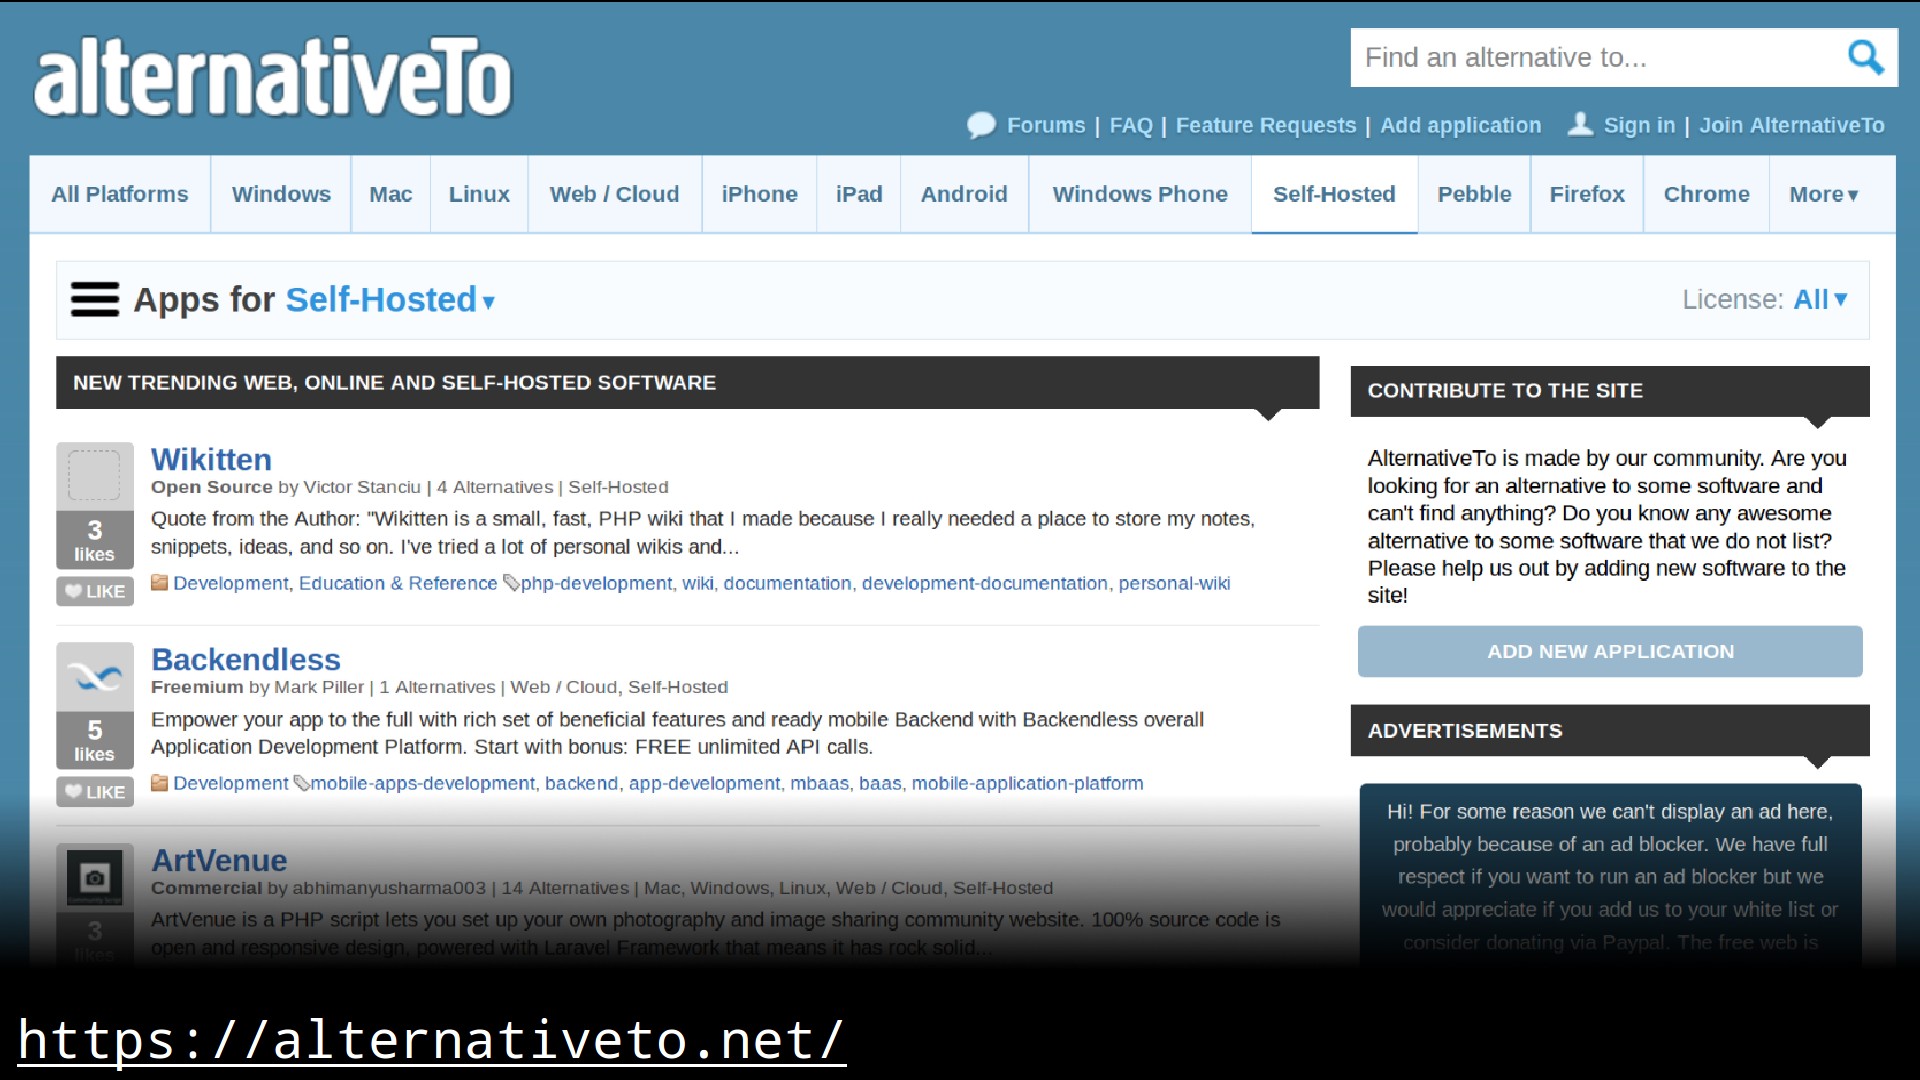 alternativeTo
Find an alternative to...
Forums | FAQ | Feature Requests | Add application Sign in | Join AlternativeTo
All Platforms Windows Mac Linux Web / Cloud iPhone iPad Android Windows Phone Self-Hosted Pebble Firefox Chrome More ▾
Apps for Self-Hosted ▾
License: All ▾
NEW TRENDING WEB, ONLINE AND SELF-HOSTED SOFTWARE
Wikitten
Open Source by Victor Stanciu | 4 Alternatives | Self-Hosted
Quote from the Author: "Wikitten is a small, fast, PHP wiki that I made because I really needed a place to store my notes,
snippets, ideas, and so on. I've tried a lot of personal wikis and...
Development, Education & Reference php-development, wiki, documentation, development-documentation, personal-wiki
3
likes
LIKE
Backendless
Freemium by Mark Piller | 1 Alternatives | Web / Cloud, Self-Hosted
Empower your app to the full with rich set of beneficial features and ready mobile Backend with Backendless overall
Application Development Platform. Start with bonus: FREE unlimited API calls.
Development mobile-apps-development, backend, app-development, mbaas, baas, mobile-application-platform
5
likes
LIKE
ArtVenue
Commercial by abhimanyusharma003 | 14 Alternatives | Mac, Windows, Linux, Web / Cloud, Self-Hosted
ArtVenue is a PHP script lets you set up your own photography and image sharing community website. 100% source code is
open and responsive design, powered with Laravel Framework that means it has rock solid...
3
likes
CONTRIBUTE TO THE SITE
AlternativeTo is made by our community. Are you
looking for an alternative to some software and
can't find anything? Do you know any awesome
alternative to some software that we do not list?
Please help us out by adding new software to the
site!
ADD NEW APPLICATION
ADVERTISEMENTS
Hi! For some reason we can't display an ad here,
probably because of an ad blocker. We have full
respect if you want to run an ad blocker but we
would appreciate if you add us to your white list or
consider donating via Paypal. The free web is
https://alternativeto.net/